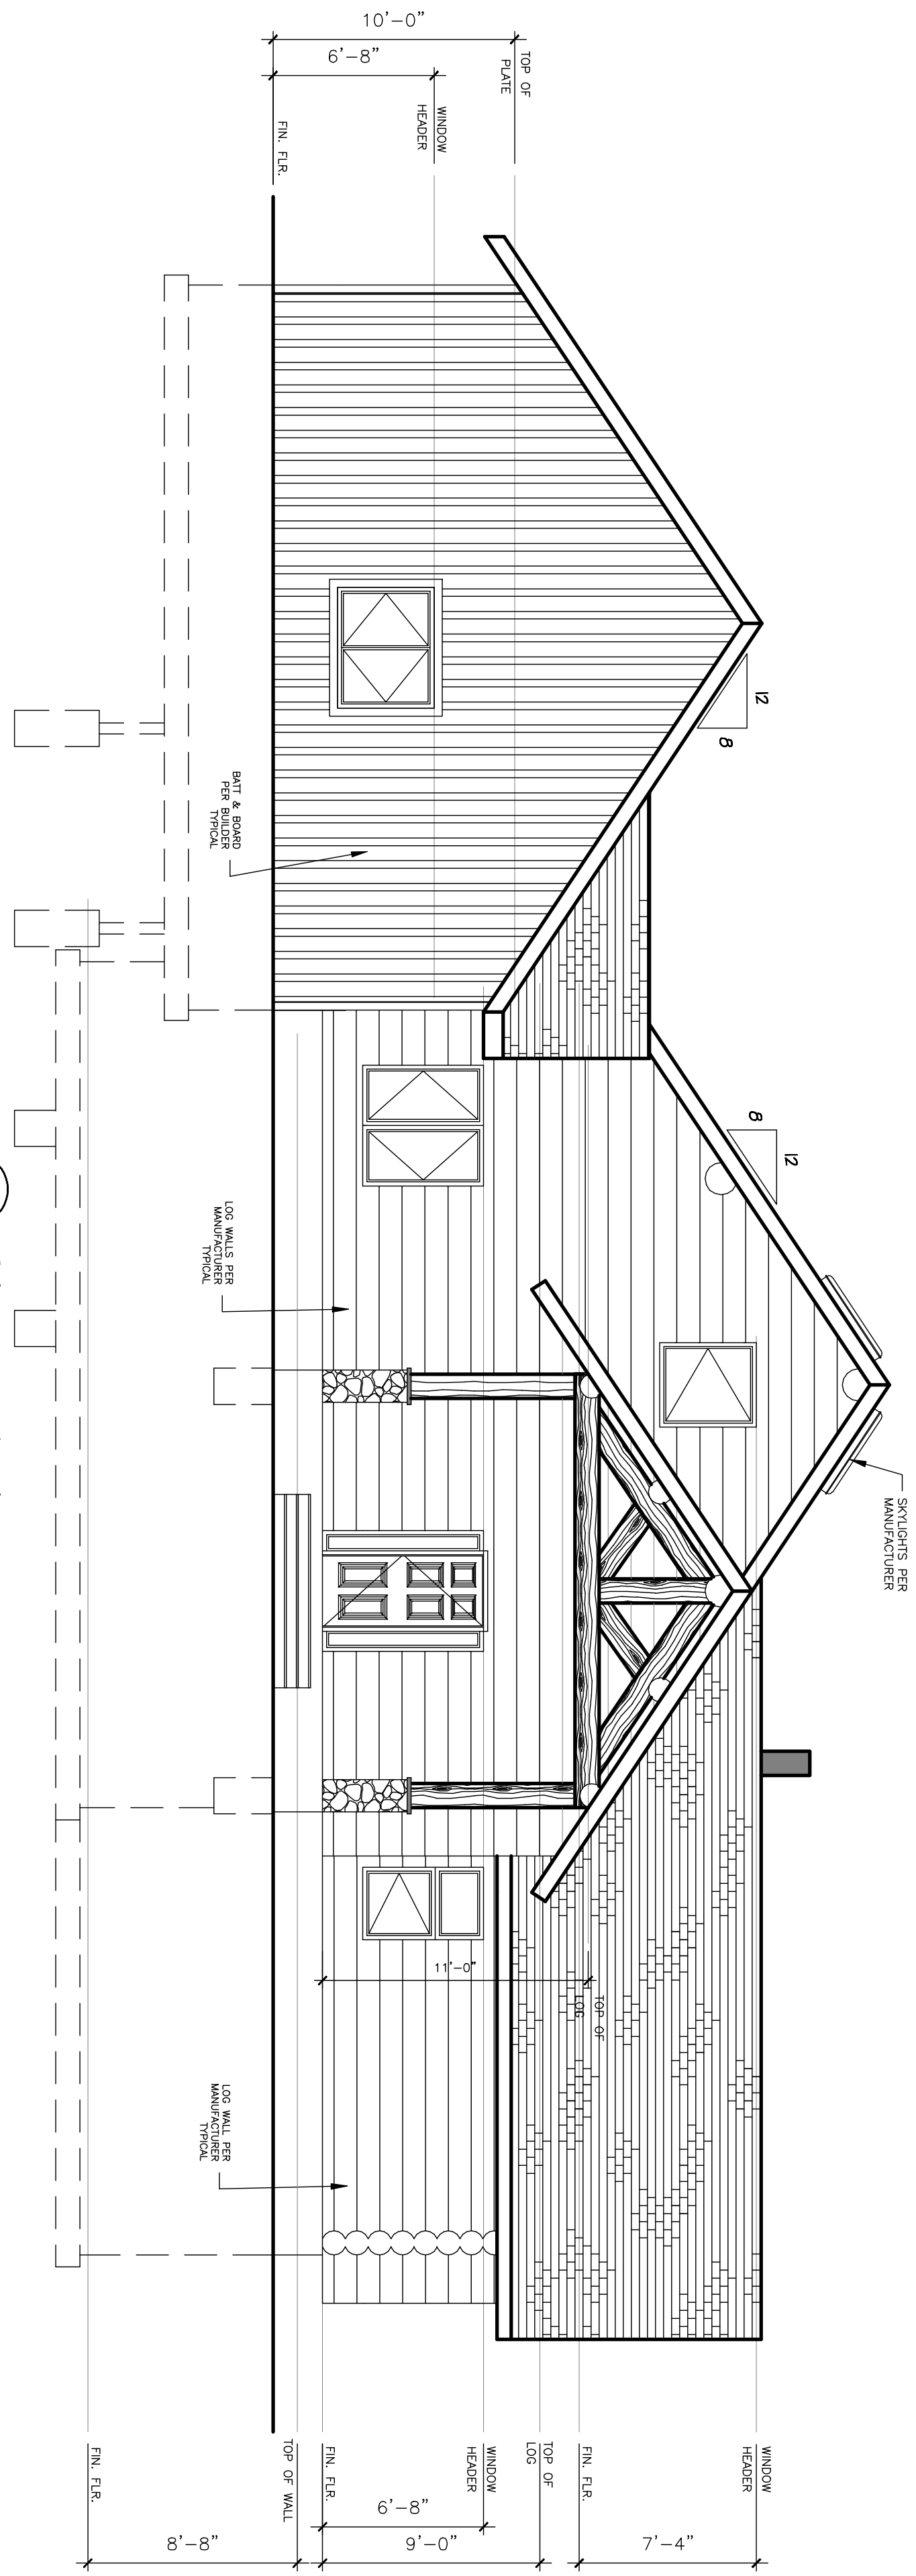 10'-0"
6'-8"
TOP OF
PLATE
WINDOW
HEADER
FIN. FLR.
12
8
BATT & BOARD
PER BUILDER
TYPICAL
8
12
SKYLIGHTS PER
MANUFACTURER
LOG WALLS PER
MANUFACTURER
TYPICAL
11'-0"
TOP OF
LOG
LOG WALL PER
MANUFACTURER
TYPICAL
WINDOW
HEADER
FIN. FLR.
TOP OF
LOG
WINDOW
HEADER
FIN. FLR.
TOP OF WALL
FIN. FLR.
7'-4"
6'-8"
9'-0"
8'-8"